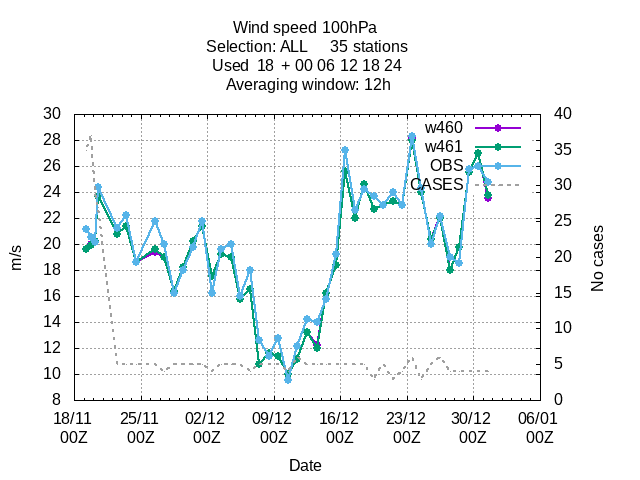 Wind speed 100hPa
Selection: ALL 35 stations
Used 18 + 00 06 12 18 24
Averaging window: 12h
30 40
28 35
26
24 30
22 25
20 20
18
16 15
14 10
12
10 5
8 0
w460
w461
OBS
CASES
m/s
No cases
18/11 25/11 02/12 09/12 16/12 23/12 30/12 06/01
00Z 00Z 00Z 00Z 00Z 00Z 00Z 00Z
Date